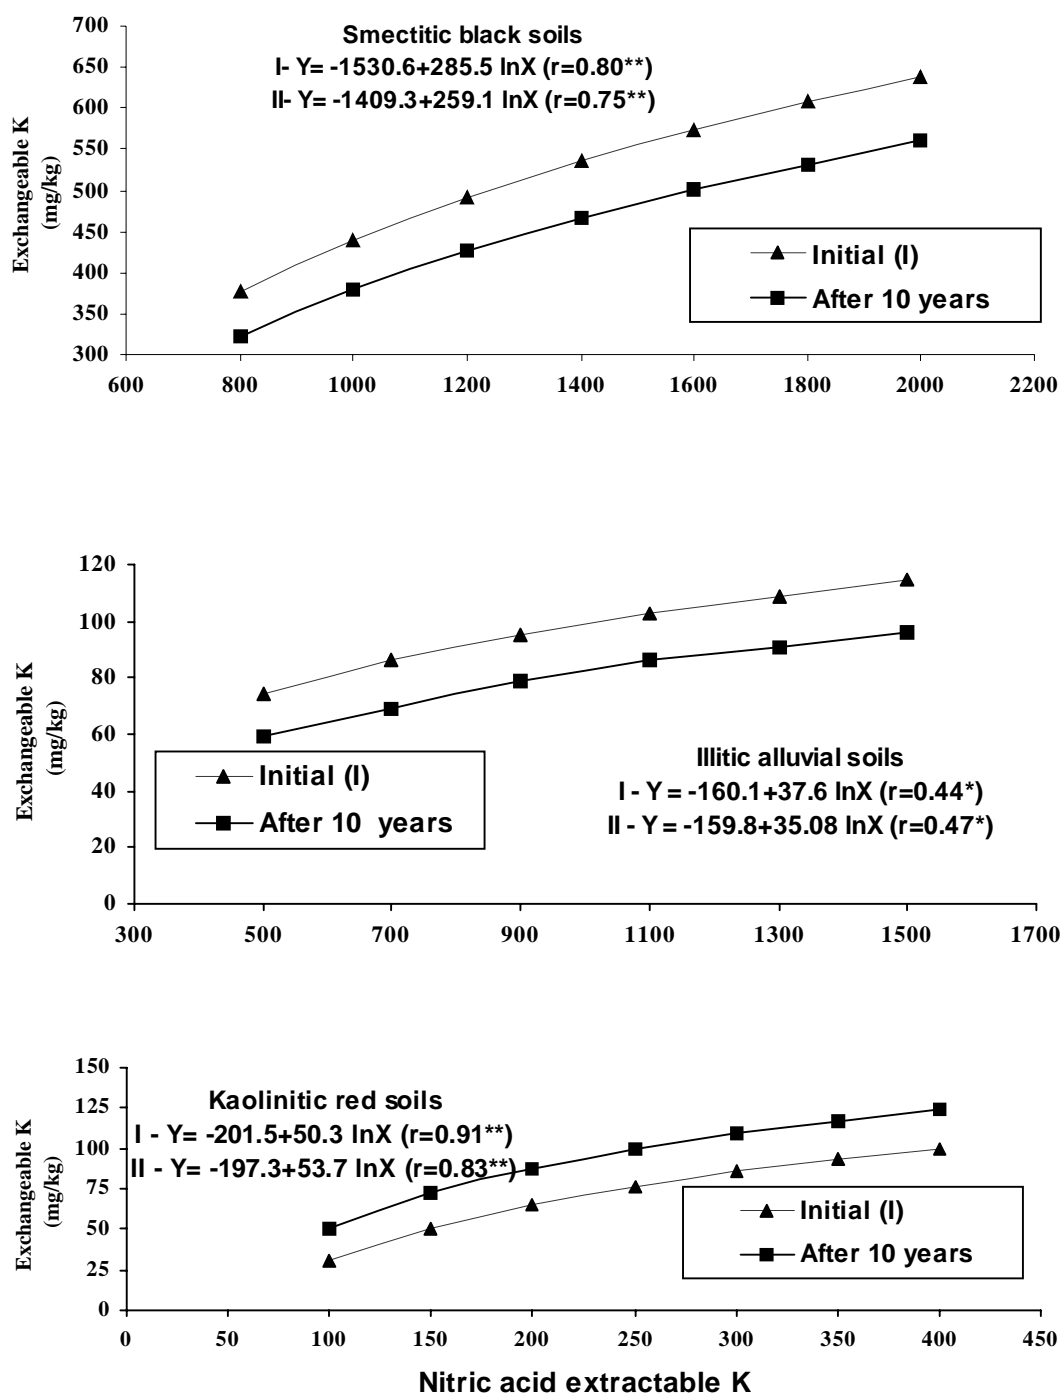 700
650
600
550
500
450
400
350
300
Exchangeable K
(mg/kg)
Smectitic black soils
I- Y= -1530.6+285.5 lnX (r=0.80**)
II- Y= -1409.3+259.1 lnX (r=0.75**)
Initial (I)
After 10 years
600 800 1000 1200 1400 1600 1800 2000 2200
120
100
80
60
40
20
0
Exchangeable K
(mg/kg)
Initial (I)
After 10 years
Illitic alluvial soils
I - Y = -160.1+37.6 lnX (r=0.44*)
II - Y = -159.8+35.08 lnX (r=0.47*)
300 500 700 900 1100 1300 1500 1700
150
125
100
75
50
25
0
Exchangeable K
(mg/kg)
Kaolinitic red soils
I - Y= -201.5+50.3 lnX (r=0.91**)
II - Y= -197.3+53.7 lnX (r=0.83**)
Initial (I)
After 10 years
0 50 100 150 200 250 300 350 400 450
Nitric acid extractable K